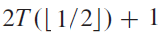 2T(⌊ 1/2⌋) + 1